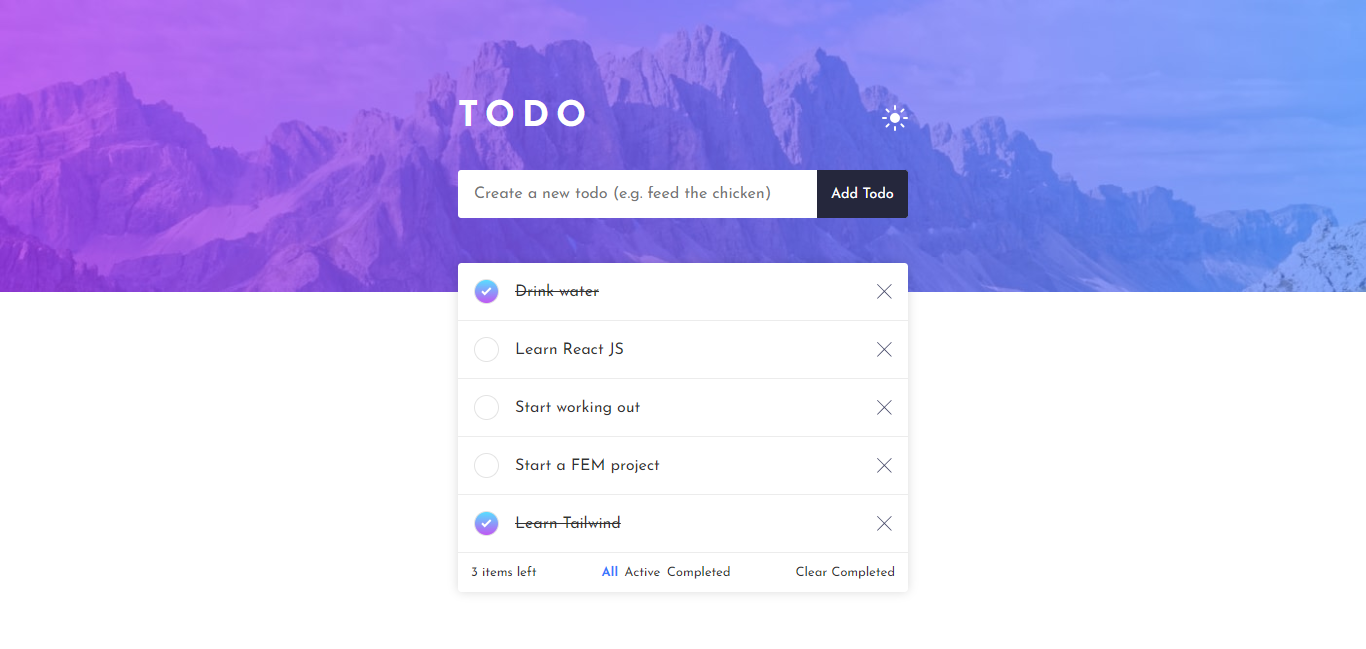 TODO
Create a new todo (e.g. feed the chicken) Add Todo
Drink water
Learn React JS
Start working out
Start a FEM project
Learn Tailwind
3 items left All Active Completed Clear Completed